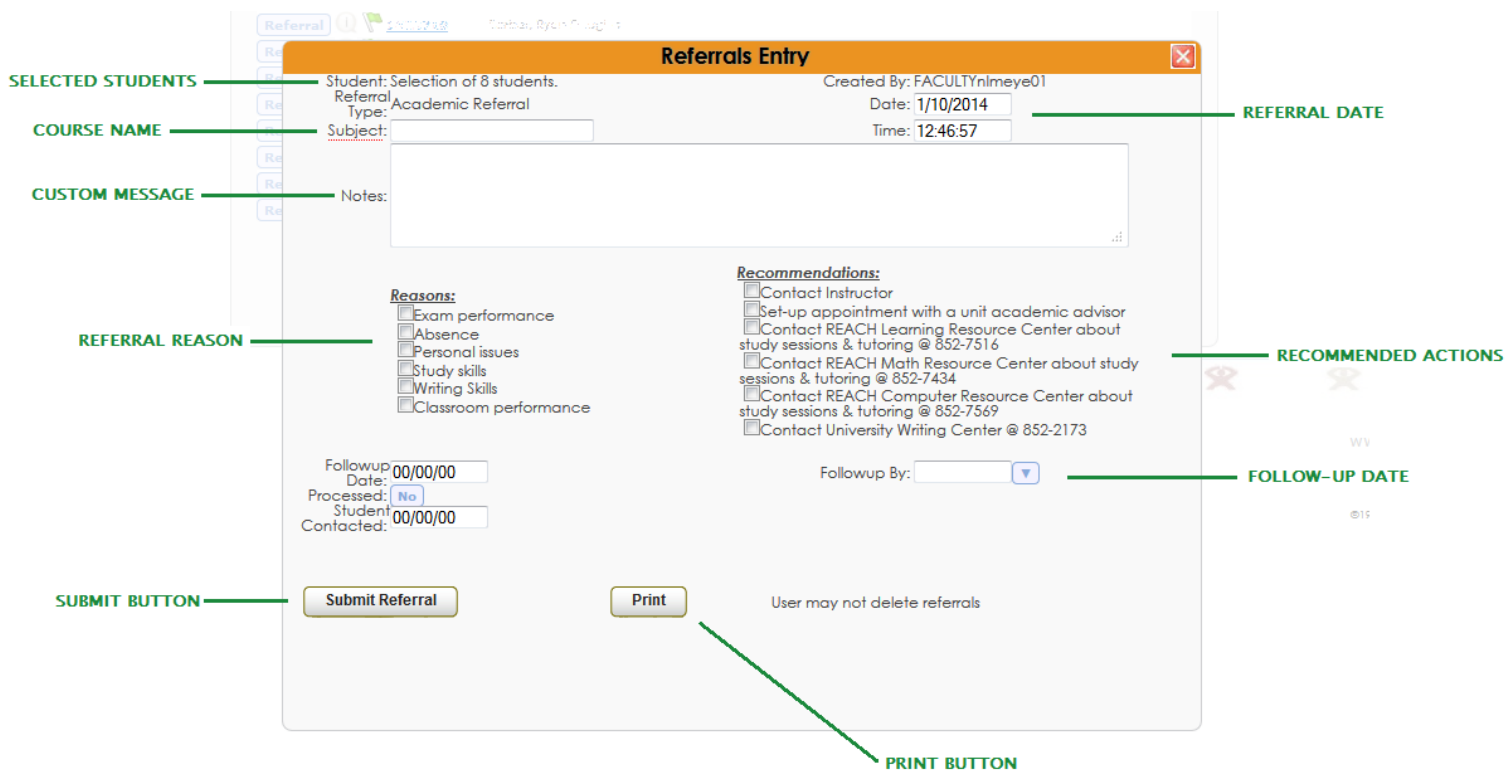 Referral
Referrals Entry
SELECTED STUDENTS
Student: Selection of 8 students.
Created By: FACULTYnlmeye01
Referral Type: Academic Referral
Date: 1/10/2014
REFERRAL DATE
COURSE NAME
Subject:
Time: 12:46:57
CUSTOM MESSAGE
Notes:
Reasons:
Exam performance
Absence
Personal issues
Study skills
Writing Skills
Classroom performance
REFERRAL REASON
Recommendations:
Contact Instructor
Set-up appointment with a unit academic advisor
Contact REACH Learning Resource Center about
study sessions & tutoring @ 852-7516
Contact REACH Math Resource Center about study
sessions & tutoring @ 852-7434
Contact REACH Computer Resource Center about
study sessions & tutoring @ 852-7569
Contact University Writing Center @ 852-2173
RECOMMENDED ACTIONS
Followup
Date: 00/00/00
Followup By:
FOLLOW-UP DATE
Processed: No
Student
Contacted: 00/00/00
SUBMIT BUTTON
Submit Referral
Print
User may not delete referrals
PRINT BUTTON